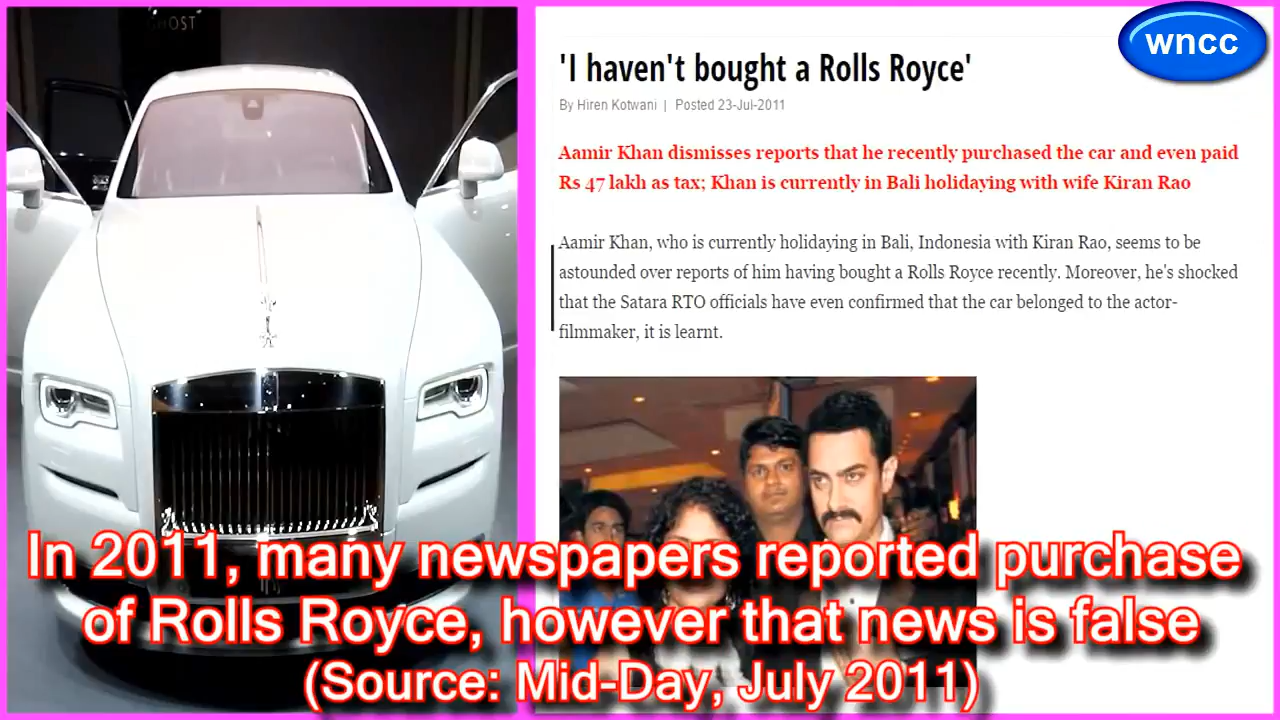 GHOST
wncc
'I haven't bought a Rolls Royce'
By Hiren Kotwani | Posted 23-Jul-2011
Aamir Khan dismisses reports that he recently purchased the car and even paid
Rs 47 lakh as tax; Khan is currently in Bali holidaying with wife Kiran Rao
Aamir Khan, who is currently holidaying in Bali, Indonesia with Kiran Rao, seems to be
astounded over reports of him having bought a Rolls Royce recently. Moreover, he's shocked
that the Satara RTO officials have even confirmed that the car belonged to the actor-
filmmaker, it is learnt.
In 2011, many newspapers reported purchase
of Rolls Royce, however that news is false
(Source: Mid-Day, July 2011)